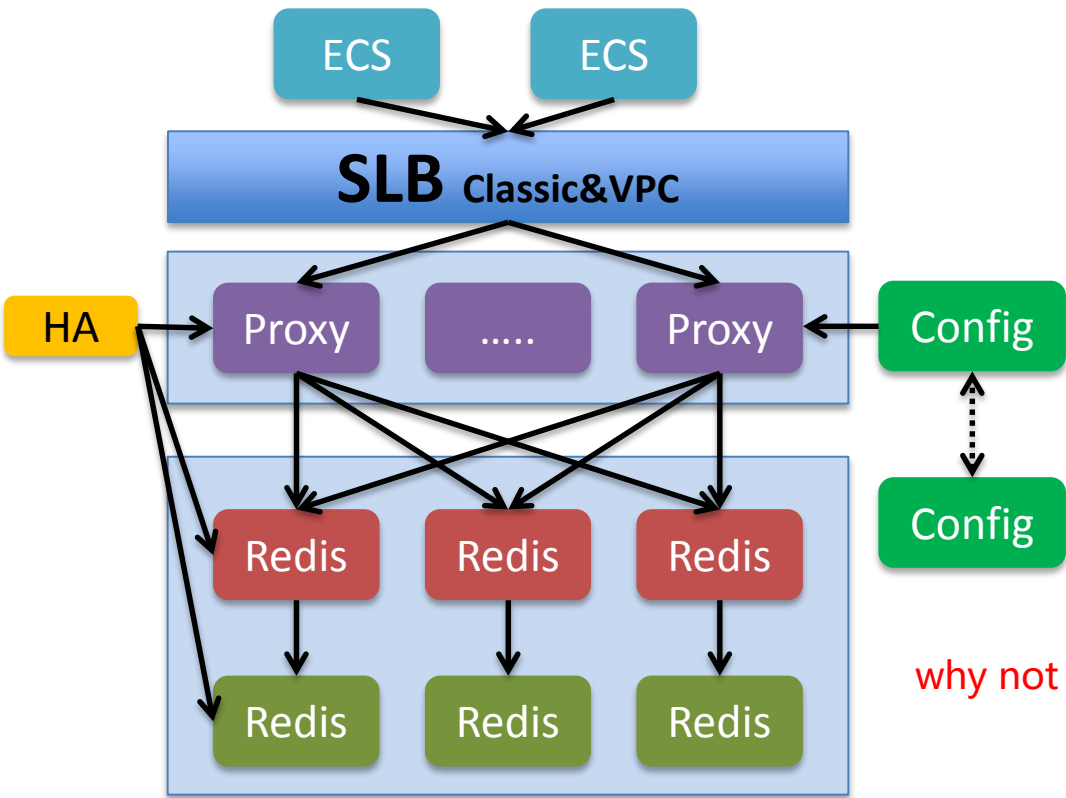 ECS ECS
SLB Classic&VPC
HA Proxy ..... Proxy Config
Redis Redis Redis Config
why not
Redis Redis Redis